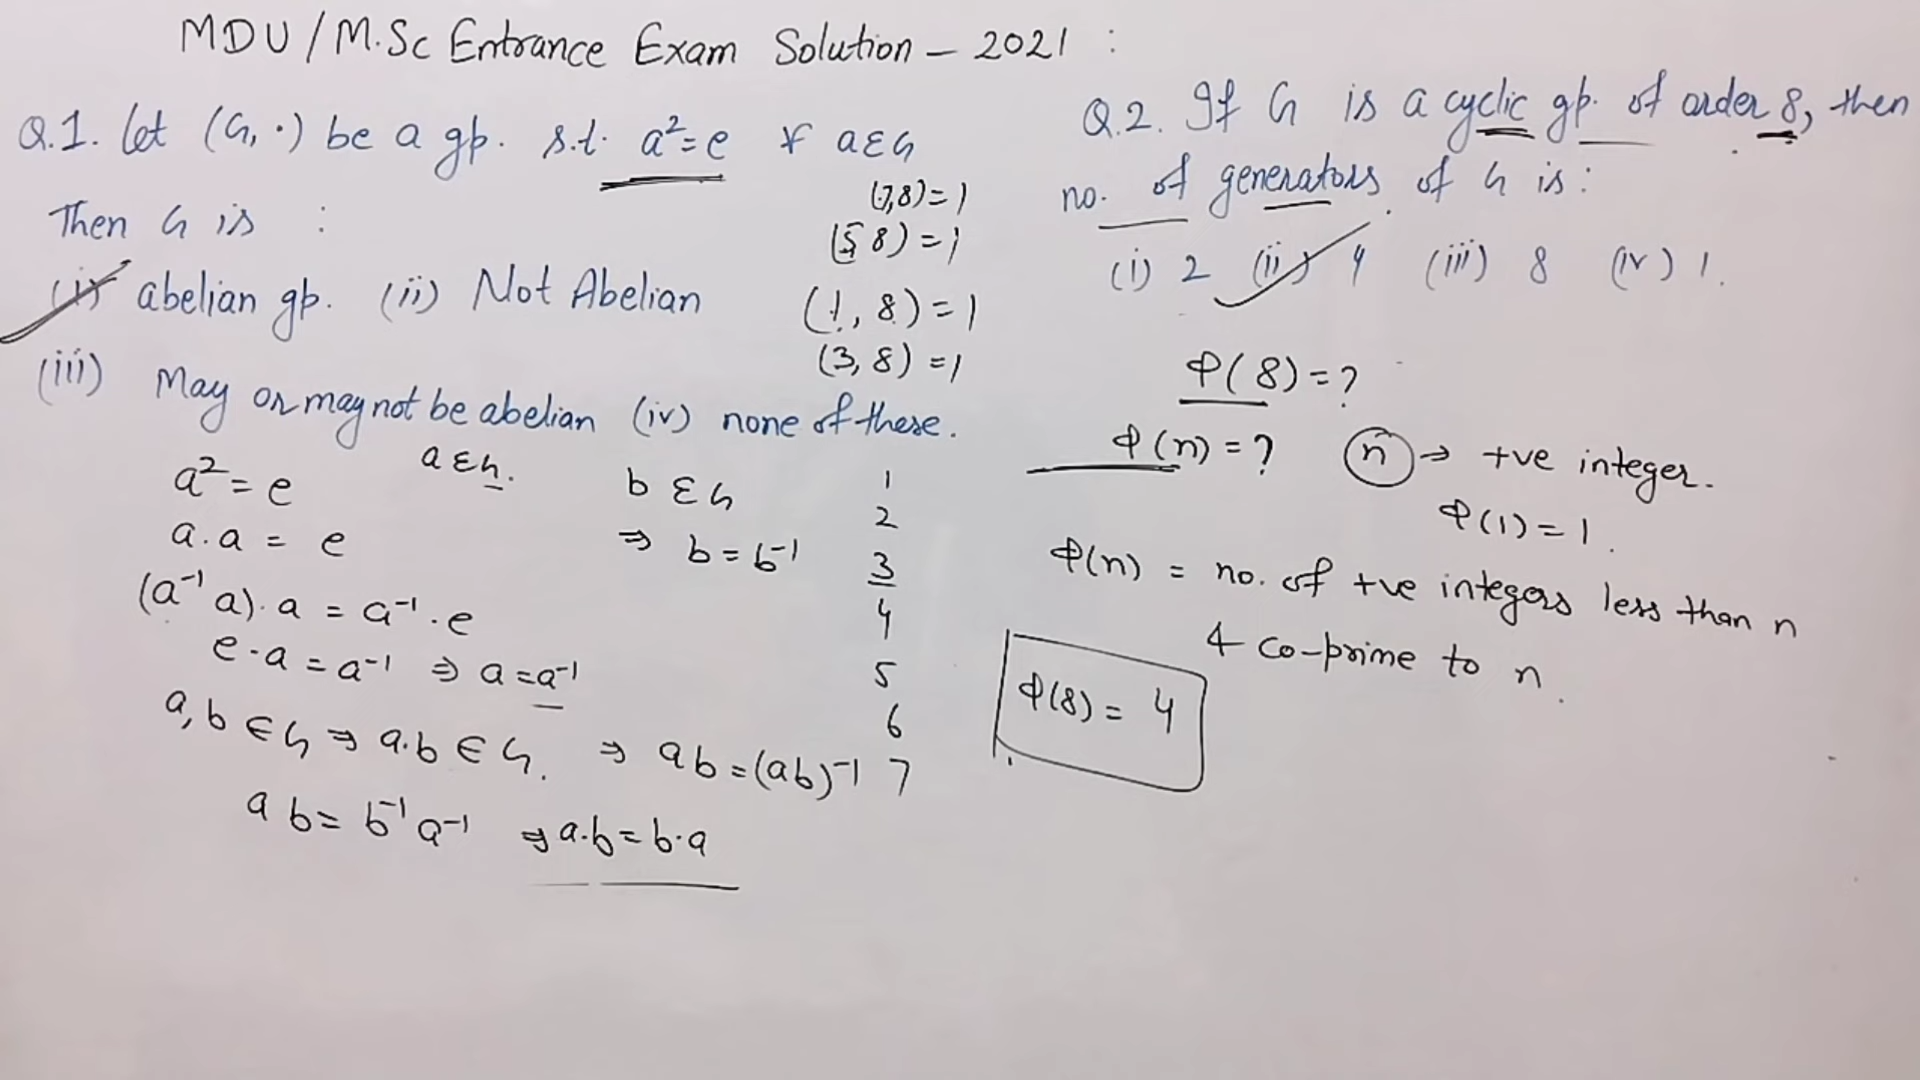 MDU / M.Sc Entrance Exam Solution – 2021 :
Q.1. Let (G, ·) be a gp. s.t. a² = e ∀ a ∈ G
Then G is :
(i) abelian gp. (ii) Not Abelian
(iii) May or may not be abelian (iv) none of these.
a² = e a ∈ G.
a . a = e
(a⁻¹ a) . a = a⁻¹ . e
e . a = a⁻¹ ⇒ a = a⁻¹
b ∈ G
⇒ b = b⁻¹
a, b ∈ G ⇒ a.b ∈ G. ⇒ ab = (ab)⁻¹
ab = b⁻¹ a⁻¹ ⇒ a.b = b.a
(7, 8) = 1
(5 8) = 1
(1, 8) = 1
(3, 8) = 1
1
2
3
4
5
6
7
Q.2. If G is a cyclic gp. of order 8, then
no. of generators of G is :
(i) 2 (ii) 4 (iii) 8 (iv) 1.
Φ(8) = ?
Φ(n) = ? n → +ve integer.
Φ(1) = 1.
Φ(n) = no. of +ve integers less than n
& co-prime to n.
Φ(8) = 4